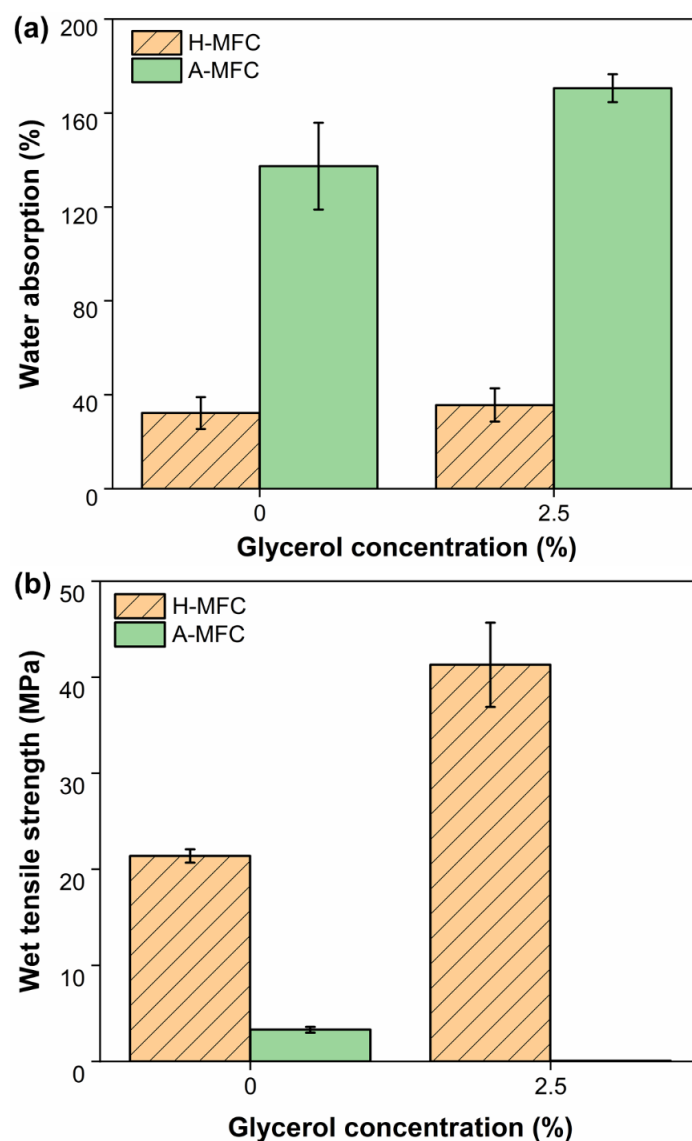 (a)
H-MFC
A-MFC
Water absorption (%)
200
160
120
80
40
0
0
2.5
Glycerol concentration (%)
(b)
H-MFC
A-MFC
Wet tensile strength (MPa)
50
40
30
20
10
0
0
2.5
Glycerol concentration (%)